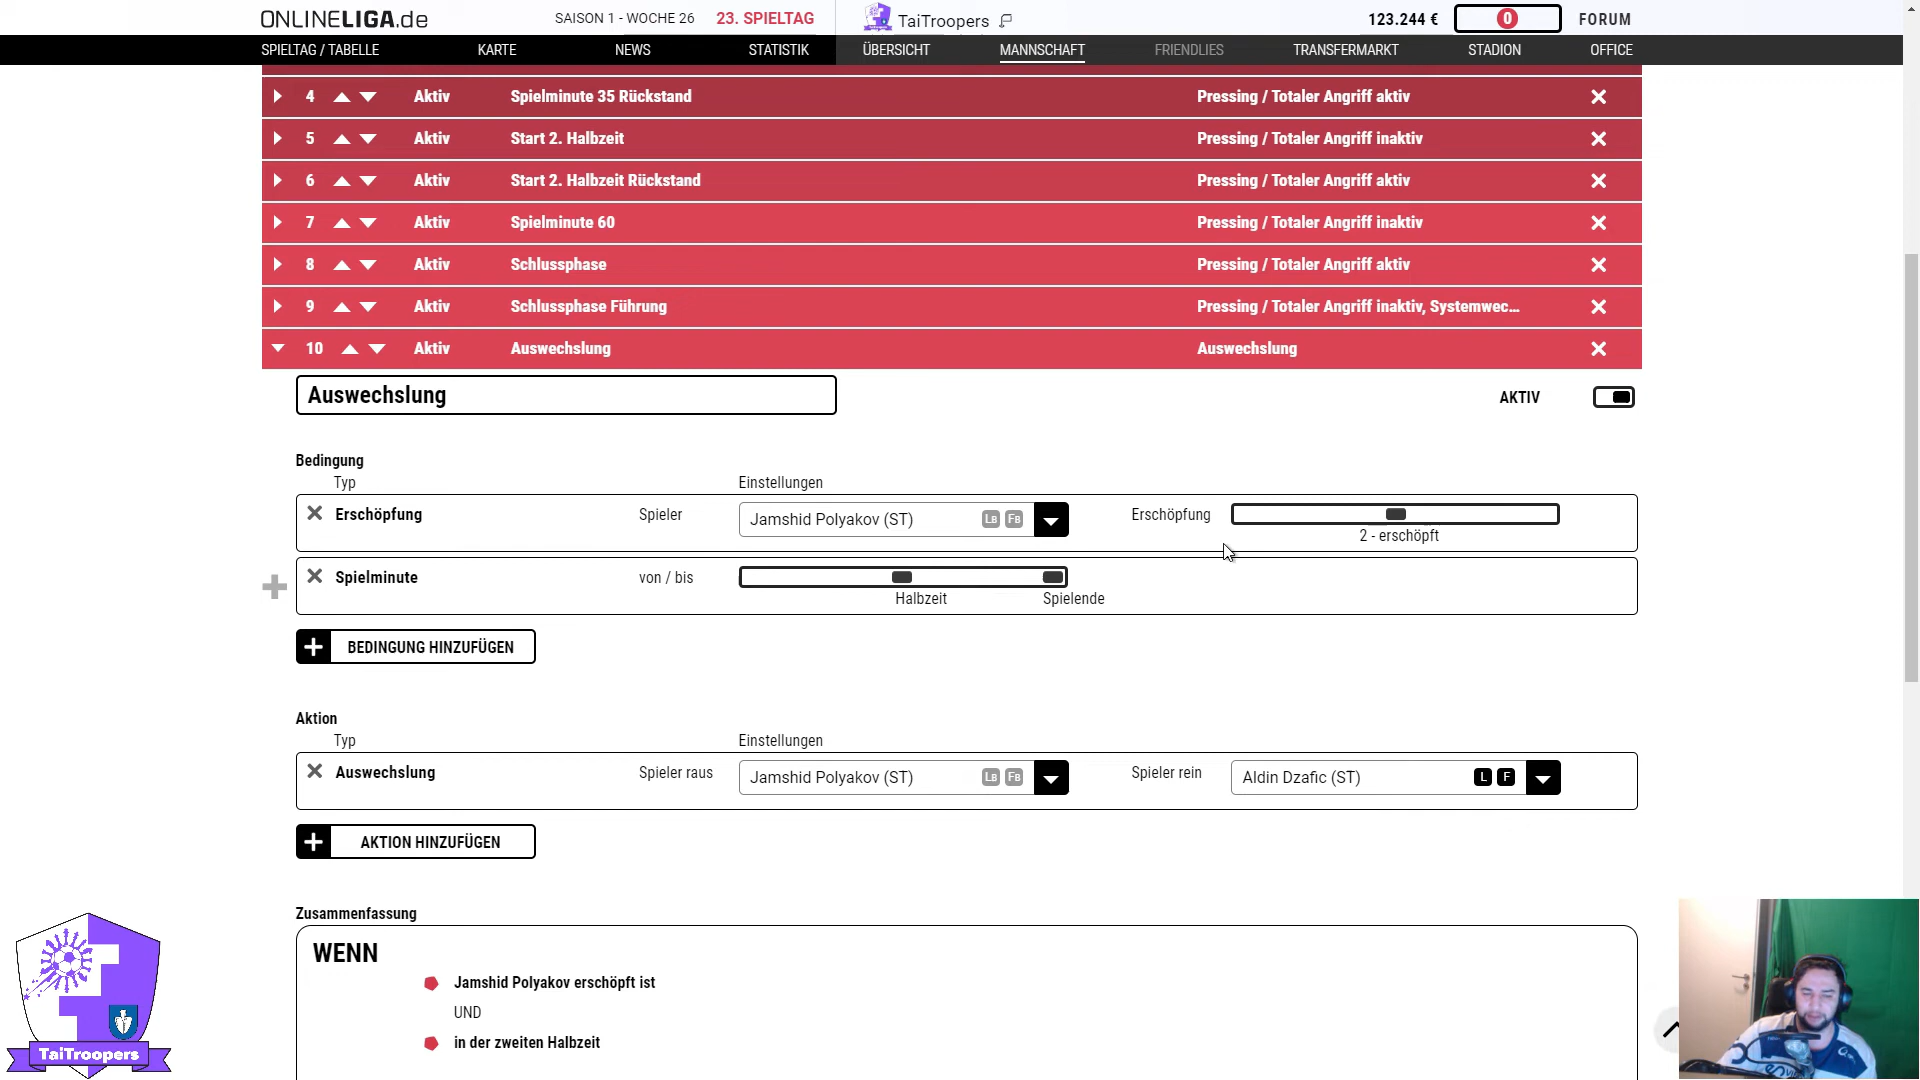 ONLINELIGA.de
SAISON 1 - WOCHE 26 23. SPIELTAG TaiTroopers 123.244 € 0 FORUM
SPIELTAG / TABELLE KARTE NEWS STATISTIK ÜBERSICHT MANNSCHAFT FRIENDLIES TRANSFERMARKT STADION OFFICE
4 Aktiv Spielminute 35 Rückstand Pressing / Totaler Angriff aktiv
5 Aktiv Start 2. Halbzeit Pressing / Totaler Angriff inaktiv
6 Aktiv Start 2. Halbzeit Rückstand Pressing / Totaler Angriff aktiv
7 Aktiv Spielminute 60 Pressing / Totaler Angriff inaktiv
8 Aktiv Schlussphase Pressing / Totaler Angriff aktiv
9 Aktiv Schlussphase Führung Pressing / Totaler Angriff inaktiv, Systemwec...
10 Aktiv Auswechslung Auswechslung
Auswechslung AKTIV
Bedingung
Typ Einstellungen
Erschöpfung Spieler Jamshid Polyakov (ST) LB FB Erschöpfung
2 - erschöpft
Spielminute von / bis
Halbzeit Spielende
BEDINGUNG HINZUFÜGEN
Aktion
Typ Einstellungen
Auswechslung Spieler raus Jamshid Polyakov (ST) LB FB Spieler rein Aldin Dzafic (ST) L F
AKTION HINZUFÜGEN
Zusammenfassung
WENN
Jamshid Polyakov erschöpft ist
UND
in der zweiten Halbzeit
TaiTroopers